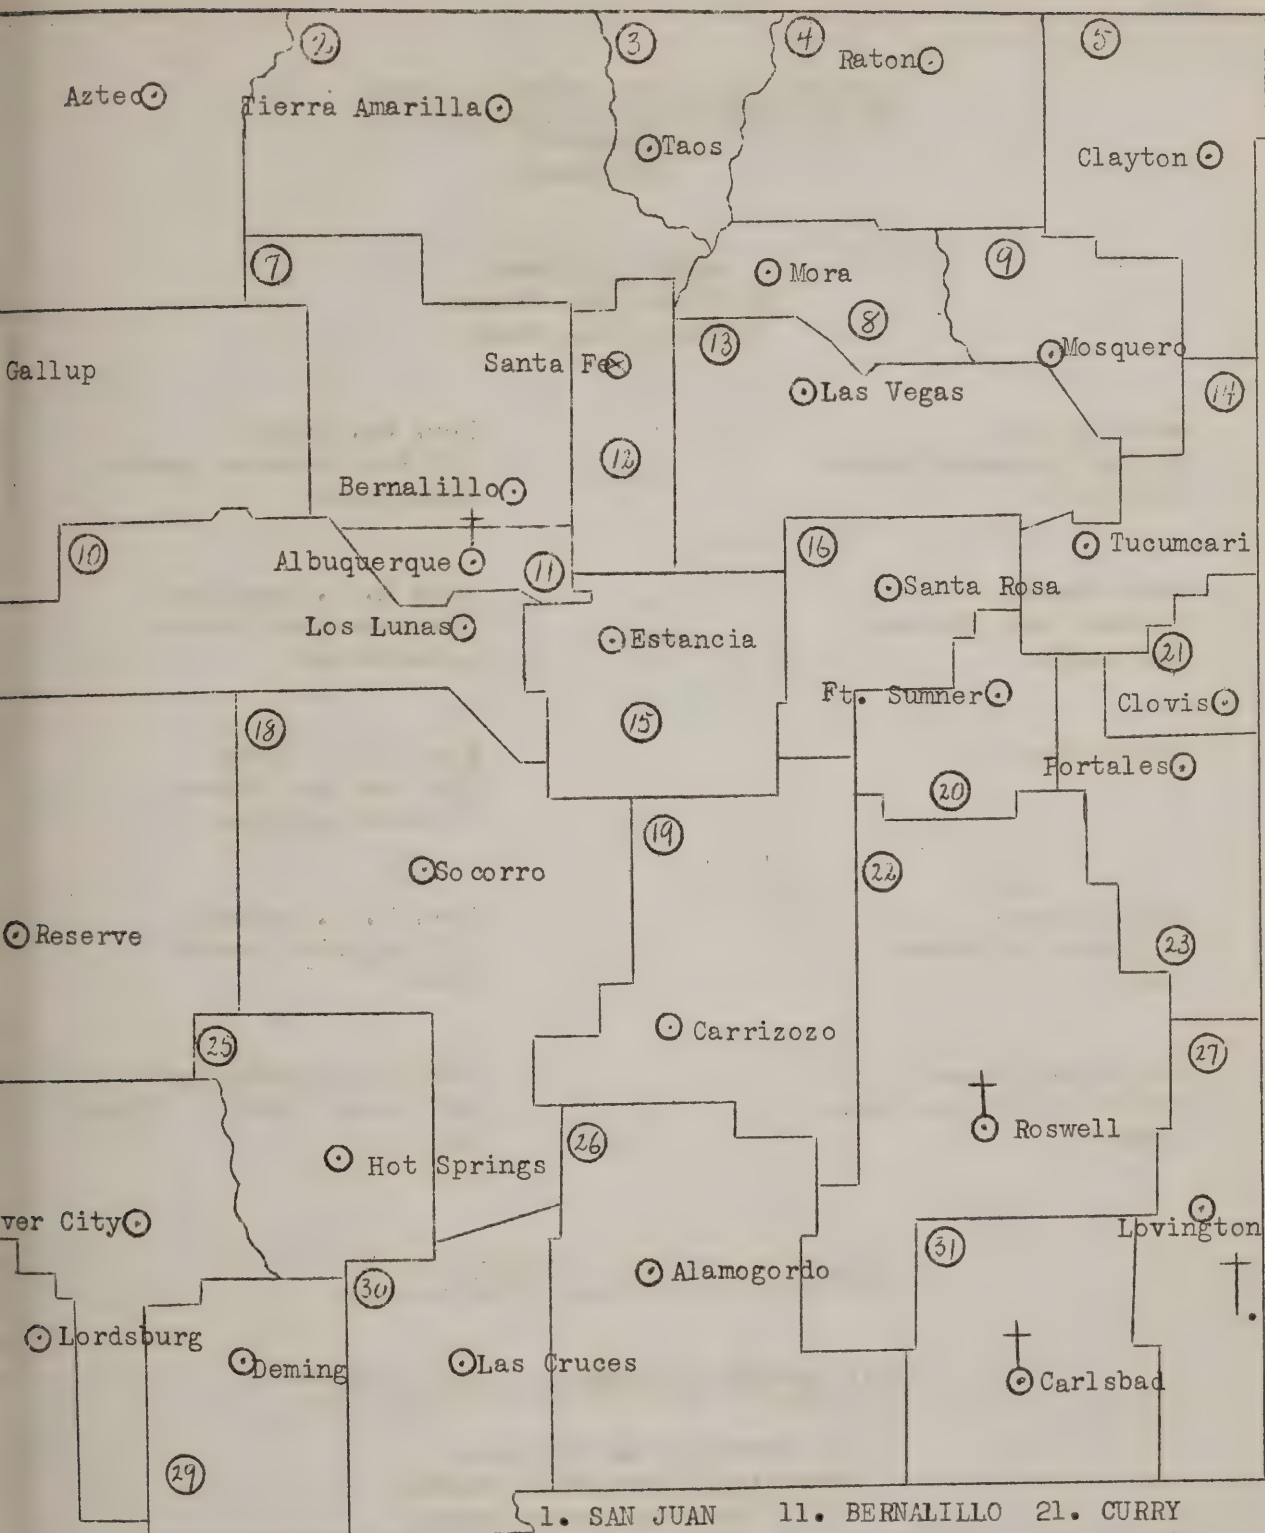 2 3 4 5
Raton
Aztec Tierra Amarilla
Taos
Clayton
7 9
Mora
8
13
Gallup Santa Fe Mosquero
Las Vegas 14
12
Bernalillo
10 Albuquerque 11 16 Tucumcari
Santa Rosa
Los Lunas Estancia
21
Ft. Sumner Clovis
18 15
Portales
20
19
Socorro 22
Reserve 23
Carrizozo
25 27
Roswell
26
Hot Springs
ver City Lovington
31
Alamogordo
30
Lordsburg
Deming Las Cruces
Carlsbad
29
1. SAN JUAN 11. BERNALILLO 21. CURRY